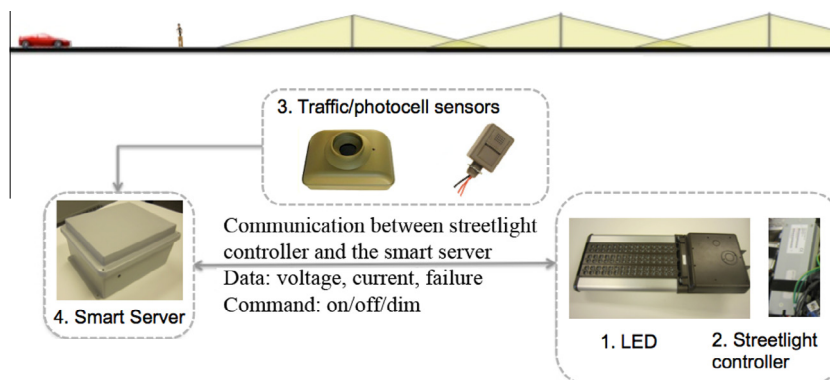 3. Traffic/photocell sensors
Communication between streetlight
controller and the smart server
Data: voltage, current, failure
Command: on/off/dim
4. Smart Server
1. LED
2. Streetlight
controller